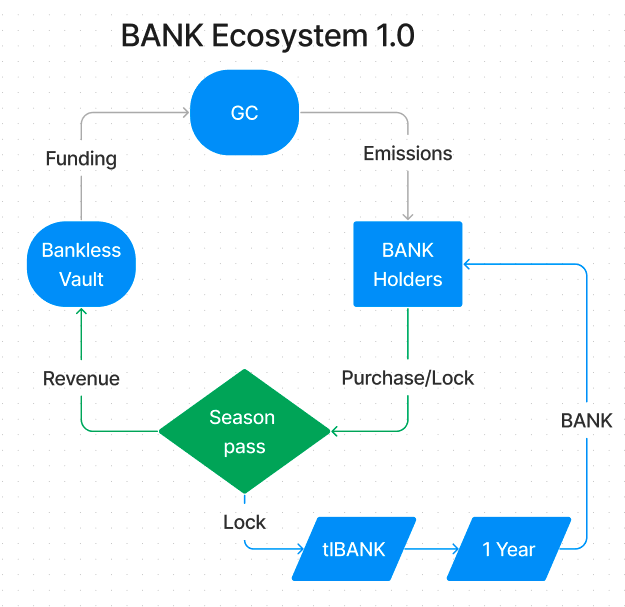 BANK Ecosystem 1.0
GC
Funding
Emissions
Bankless
Vault
BANK
Holders
Revenue
Purchase/Lock
Season
pass
BANK
Lock
tlBANK
1 Year